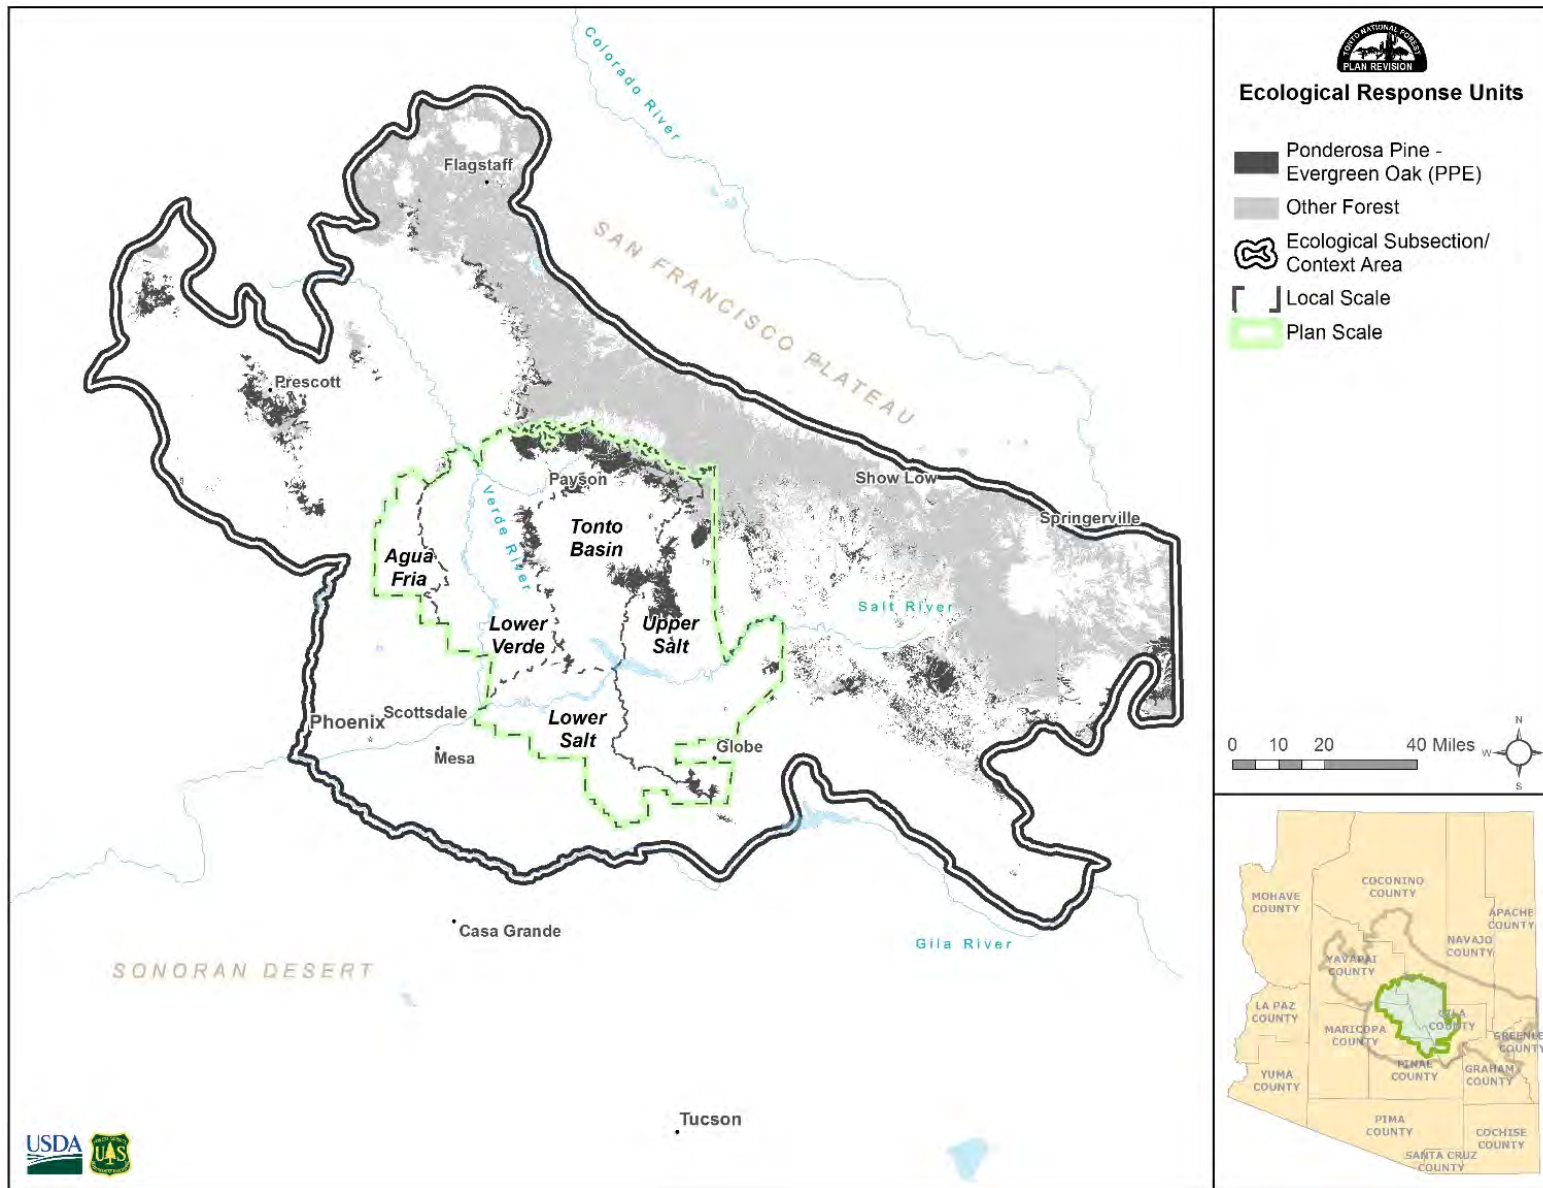 Colorado River
Flagstaff
SAN FRANCISCO PLATEAU
Prescott
Payson
Show Low
Springerville
Verde River
Tonto
Basin
Agua
Fria
Salt River
Lower
Verde
Upper
Salt
Phoenix
Scottsdale
Lower
Salt
Mesa
Globe
Casa Grande
Gila River
SONORAN DESERT
Tucson
USDA
U S
TONTO NATIONAL FOREST
PLAN REVISION
Ecological Response Units
Ponderosa Pine -
Evergreen Oak (PPE)
Other Forest
Ecological Subsection/
Context Area
Local Scale
Plan Scale
0 10 20 40 Miles
N
W
E
S
COCONINO
COUNTY
MOHAVE
COUNTY
APACHE
COUNTY
NAVAJO
COUNTY
YAVAPAI
COUNTY
LA PAZ
COUNTY
GILA
COUNTY
MARICOPA
COUNTY
GREENLE
COUNTY
PINAL
COUNTY
GRAHAM
COUNTY
YUMA
COUNTY
PIMA
COUNTY
COCHISE
COUNTY
SANTA CRUZ
COUNTY